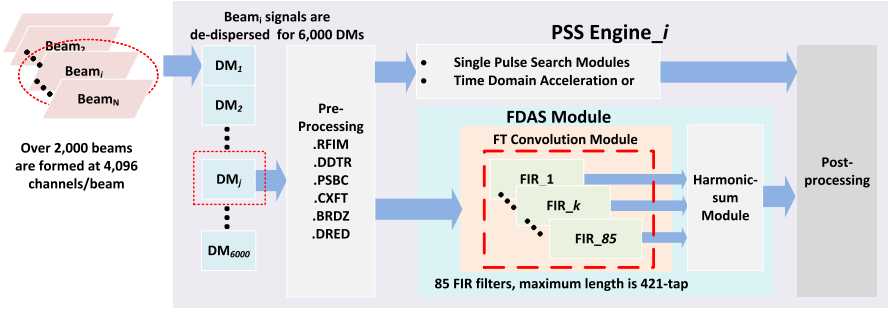 Beam₂
Beamᵢ
Beam_N
Over 2,000 beams
are formed at 4,096
channels/beam
Beamᵢ signals are
de-dispersed for 6,000 DMs
DM₁
DM₂
DMⱼ
DM₆₀₀₀
Pre-
Processing
.RFIM
.DDTR
.PSBC
.CXFT
.BRDZ
.DRED
PSS Engine_i
• Single Pulse Search Modules
• Time Domain Acceleration or
FDAS Module
FT Convolution Module
FIR_1
FIR_k
FIR_85
85 FIR filters, maximum length is 421-tap
Harmonic-
sum
Module
Post-
processing